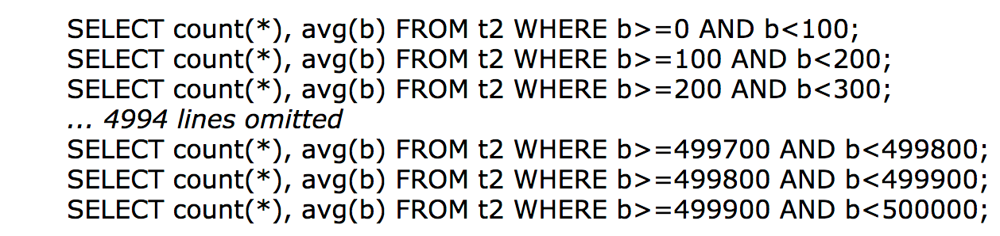 SELECT count(*), avg(b) FROM t2 WHERE b>=0 AND b<100;
SELECT count(*), avg(b) FROM t2 WHERE b>=100 AND b<200;
SELECT count(*), avg(b) FROM t2 WHERE b>=200 AND b<300;
... 4994 lines omitted
SELECT count(*), avg(b) FROM t2 WHERE b>=499700 AND b<499800;
SELECT count(*), avg(b) FROM t2 WHERE b>=499800 AND b<499900;
SELECT count(*), avg(b) FROM t2 WHERE b>=499900 AND b<500000;